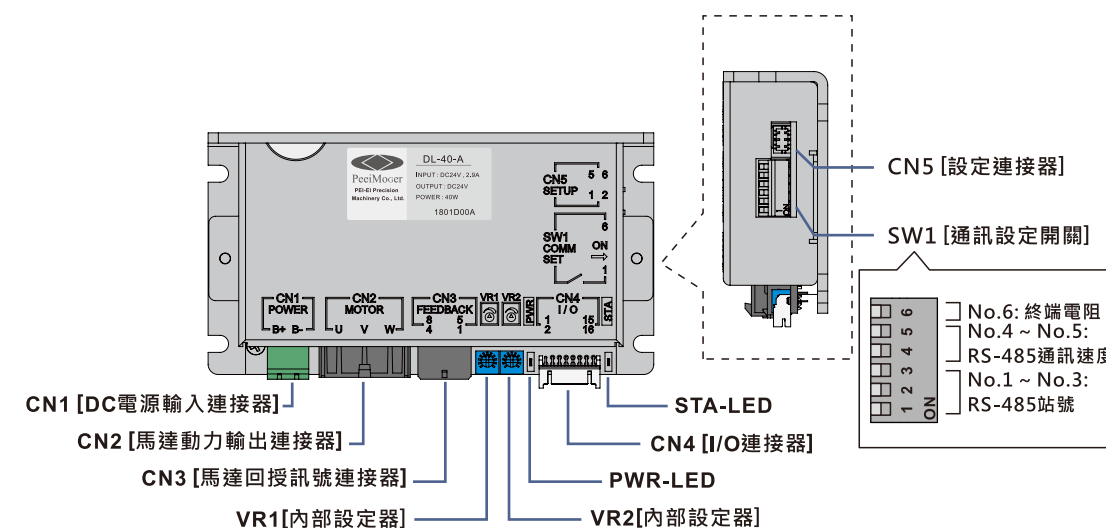 PeeiMoger
PEI-EI Precision
Machinery Co., Ltd.
DL-40-A
INPUT : DC24V , 2.9A
OUTPUT : DC24V
POWER : 40W
1801D00A
CN5
SETUP
5 6
1 2
SW1
COMM
SET
6
ON
1
CN1
POWER
B+ B-
CN2
MOTOR
U V W
CN3
FEEDBACK
8 5
4 1
VR1
VR2
PWR
CN4
I/O
1 15
2 16
STA
CN1 [DC電源輸入連接器]
CN2 [馬達動力輸出連接器]
CN3 [馬達回授訊號連接器]
VR1[內部設定器]
STA-LED
CN4 [I/O連接器]
PWR-LED
VR2[內部設定器]
ON
CN5 [設定連接器]
SW1 [通訊設定開關]
1 2 3 4 5 6
ON
No.6: 終端電阻
No.4 ~ No.5:
RS-485通訊速度
No.1 ~ No.3:
RS-485站號